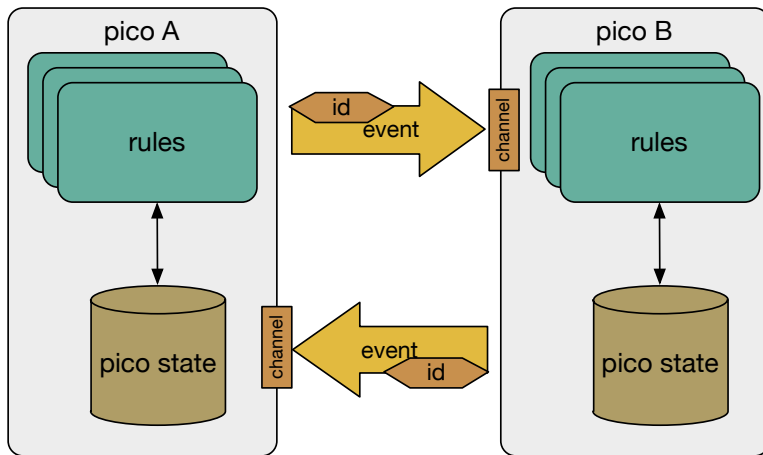 pico A
rules
pico state
channel
id
event
event
id
pico B
channel
rules
pico state